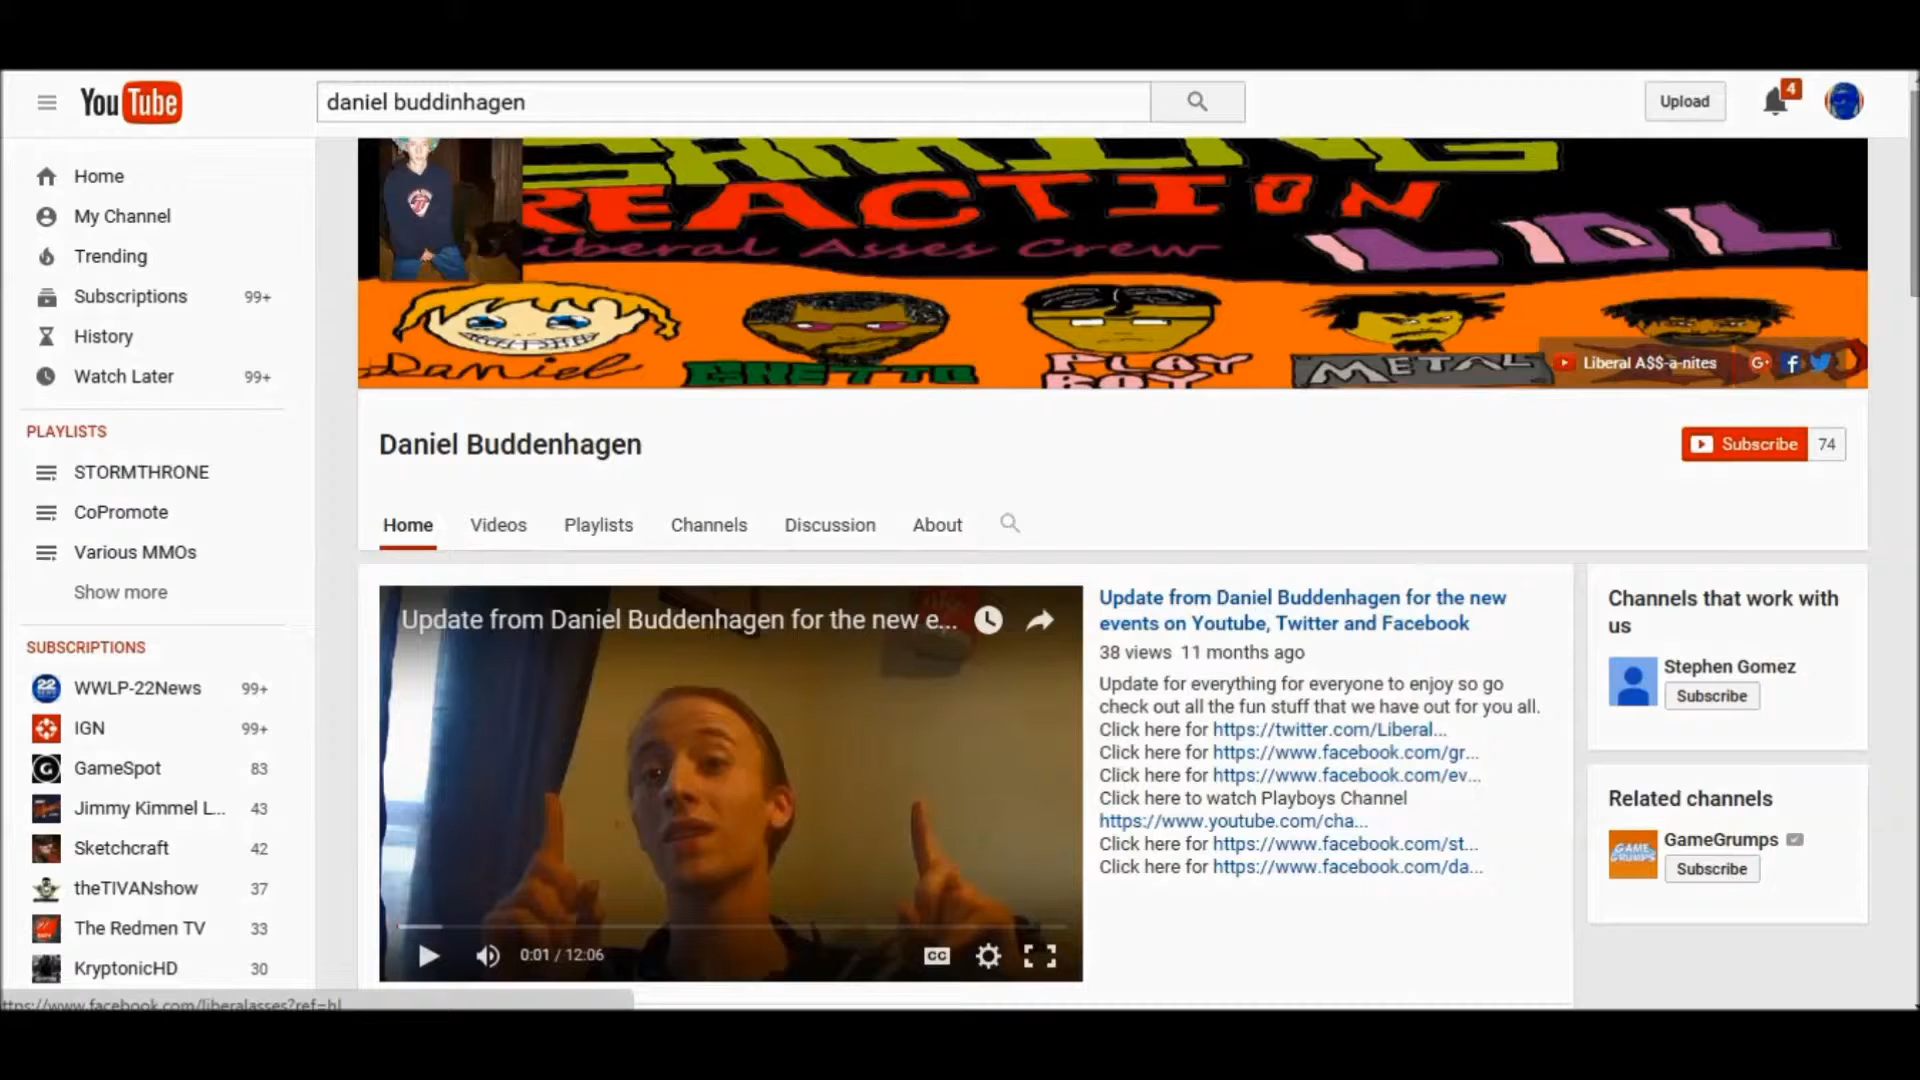 YouTube
daniel buddinhagen
Upload
4
Home
My Channel
Trending
Subscriptions 99+
History
Watch Later 99+
PLAYLISTS
STORMTHRONE
CoPromote
Various MMOs
Show more
SUBSCRIPTIONS
WWLP-22News 99+
IGN 99+
GameSpot 83
Jimmy Kimmel L... 43
Sketchcraft 42
theTIVANshow 37
The Redmen TV 33
KryptonicHD 30
https://www.facebook.com/liberalasses?ref=hl
GAMING
REACTION
Liberal Asses Crew
LOL
Daniel
GHETTO
PLAY
BOY
METAL
Liberal A$$-a-nites
Daniel Buddenhagen
Subscribe 74
Home Videos Playlists Channels Discussion About
Update from Daniel Buddenhagen for the new e...
0:01 / 12:06
CC
Update from Daniel Buddenhagen for the new
events on Youtube, Twitter and Facebook
38 views 11 months ago
Update for everything for everyone to enjoy so go
check out all the fun stuff that we have out for you all.
Click here for https://twitter.com/Liberal...
Click here for https://www.facebook.com/gr...
Click here for https://www.facebook.com/ev...
Click here to watch Playboys Channel
https://www.youtube.com/cha...
Click here for https://www.facebook.com/st...
Click here for https://www.facebook.com/da...
Channels that work with
us
Stephen Gomez
Subscribe
Related channels
GAME
GRUMPS
GameGrumps
Subscribe